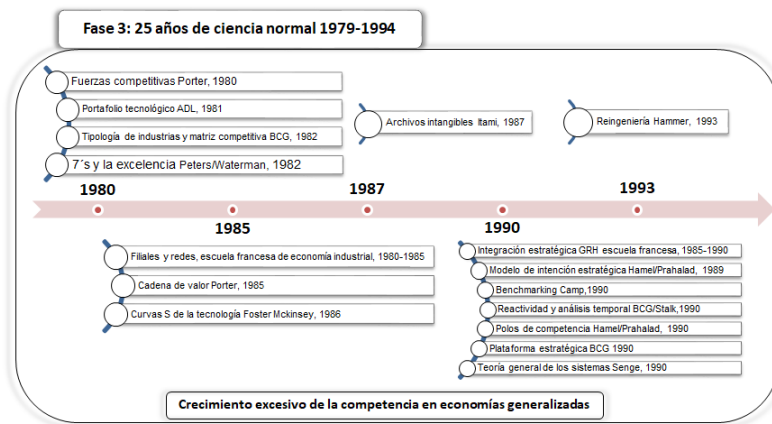 Fase 3: 25 años de ciencia normal 1979-1994
Fuerzas competitivas Porter, 1980
Portafolio tecnológico ADL, 1981
Tipología de industrias y matriz competitiva BCG, 1982
7´s y la excelencia Peters/Waterman, 1982
Archivos intangibles Itami, 1987
Reingeniería Hammer, 1993
1980
1987
1993
1985
1990
Filiales y redes, escuela francesa de economía industrial, 1980-1985
Cadena de valor Porter, 1985
Curvas S de la tecnología Foster Mckinsey, 1986
Integración estratégica GRH escuela francesa, 1985-1990
Modelo de intención estratégica Hamel/Prahalad, 1989
Benchmarking Camp,1990
Reactividad y análisis temporal BCG/Stalk,1990
Polos de competencia Hamel/Prahalad, 1990
Plataforma estratégica BCG 1990
Teoría general de los sistemas Senge, 1990
Crecimiento excesivo de la competencia en economías generalizadas